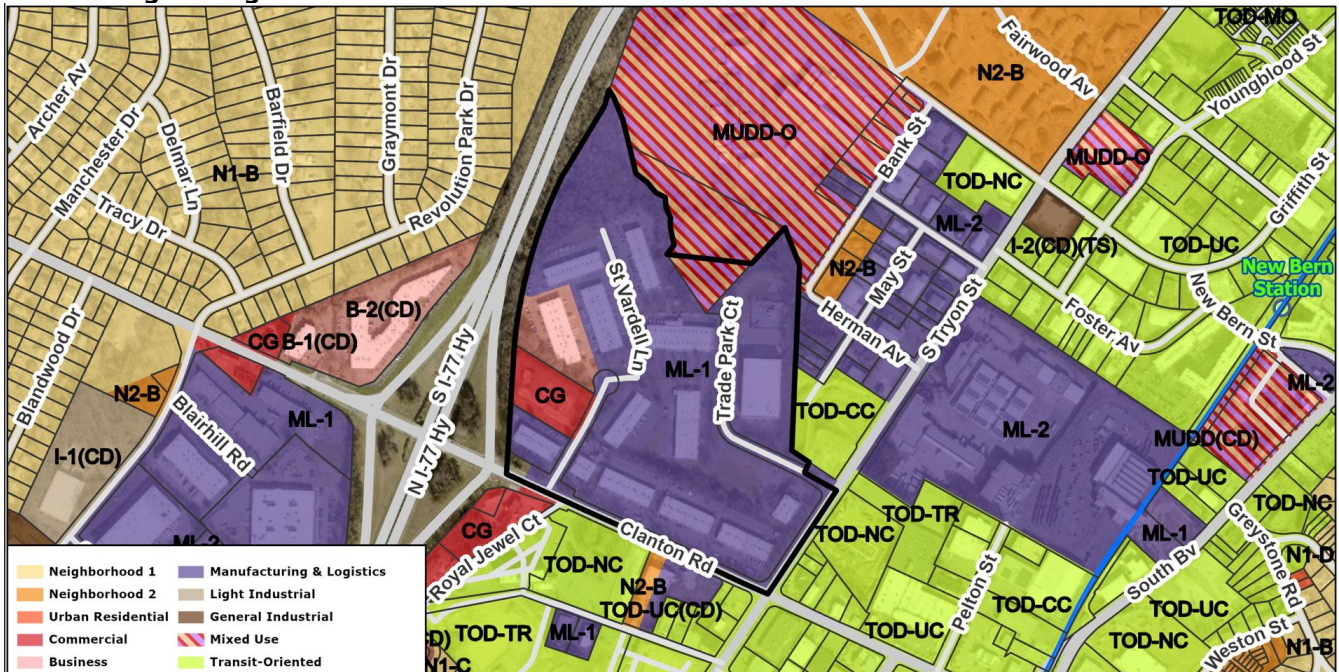 TOD-MO
Archer Av
Manchester Dr
Delmar Ln
Barfield Dr
Graymont Dr
Revolution Park Dr
Tracy Dr
N1-B
MUDD-O
N2-B
Fairwood Av
Youngblood St
MUDD-O
Bank St
TOD-NC
ML-2
Griffith St
I-2(CD)(TS)
TOD-UC
New Bern
Station
New Bern St
N2-B
May St
Herman Av
S Tryon St
Foster Av
St Vardell Ln
Trade Park Ct
B-2(CD)
CG
B-1(CD)
Blandwood Dr
N2-B
Blairhill Rd
ML-1
I-1(CD)
S I-77 Hy
N I-77 Hy
CG
ML-1
TOD-CC
ML-2
ML-2
MUDD(CD)
TOD-UC
TOD-NC
Greystone Rd
ML-1
N1-D
South Bv
TOD-NC
TOD-TR
Pelton St
TOD-CC
TOD-UC
TOD-UC
TOD-NC
Weston St
N1-B
CG
Royal Jewel Ct
Clanton Rd
TOD-NC
N2-B
TOD-UC(CD)
ML-1
TOD-TR
N1-C
Neighborhood 1
Neighborhood 2
Urban Residential
Commercial
Business
Manufacturing & Logistics
Light Industrial
General Industrial
Mixed Use
Transit-Oriented